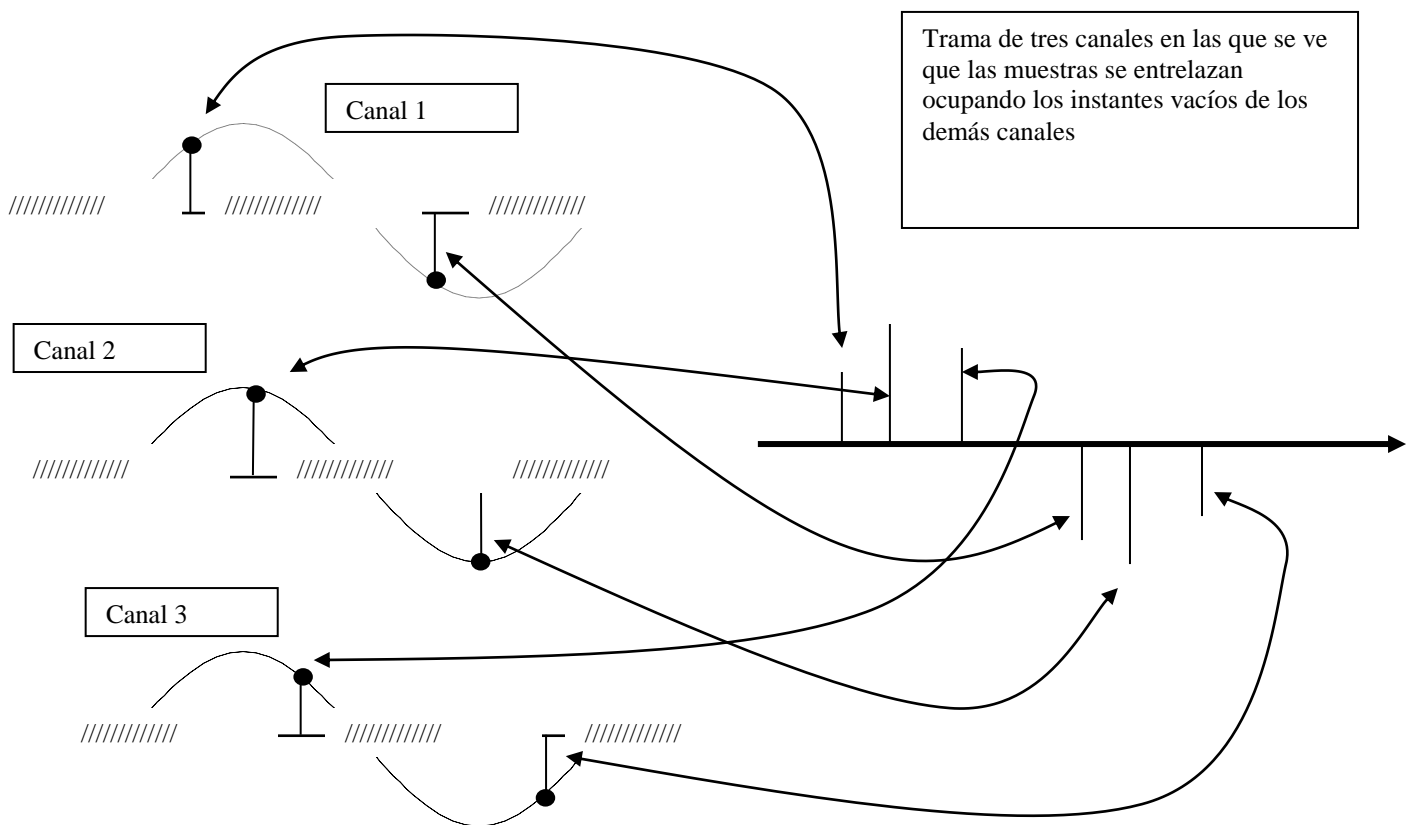 Trama de tres canales en las que se ve
que las muestras se entrelazan
ocupando los instantes vacíos de los
demás canales
Canal 1
Canal 2
Canal 3